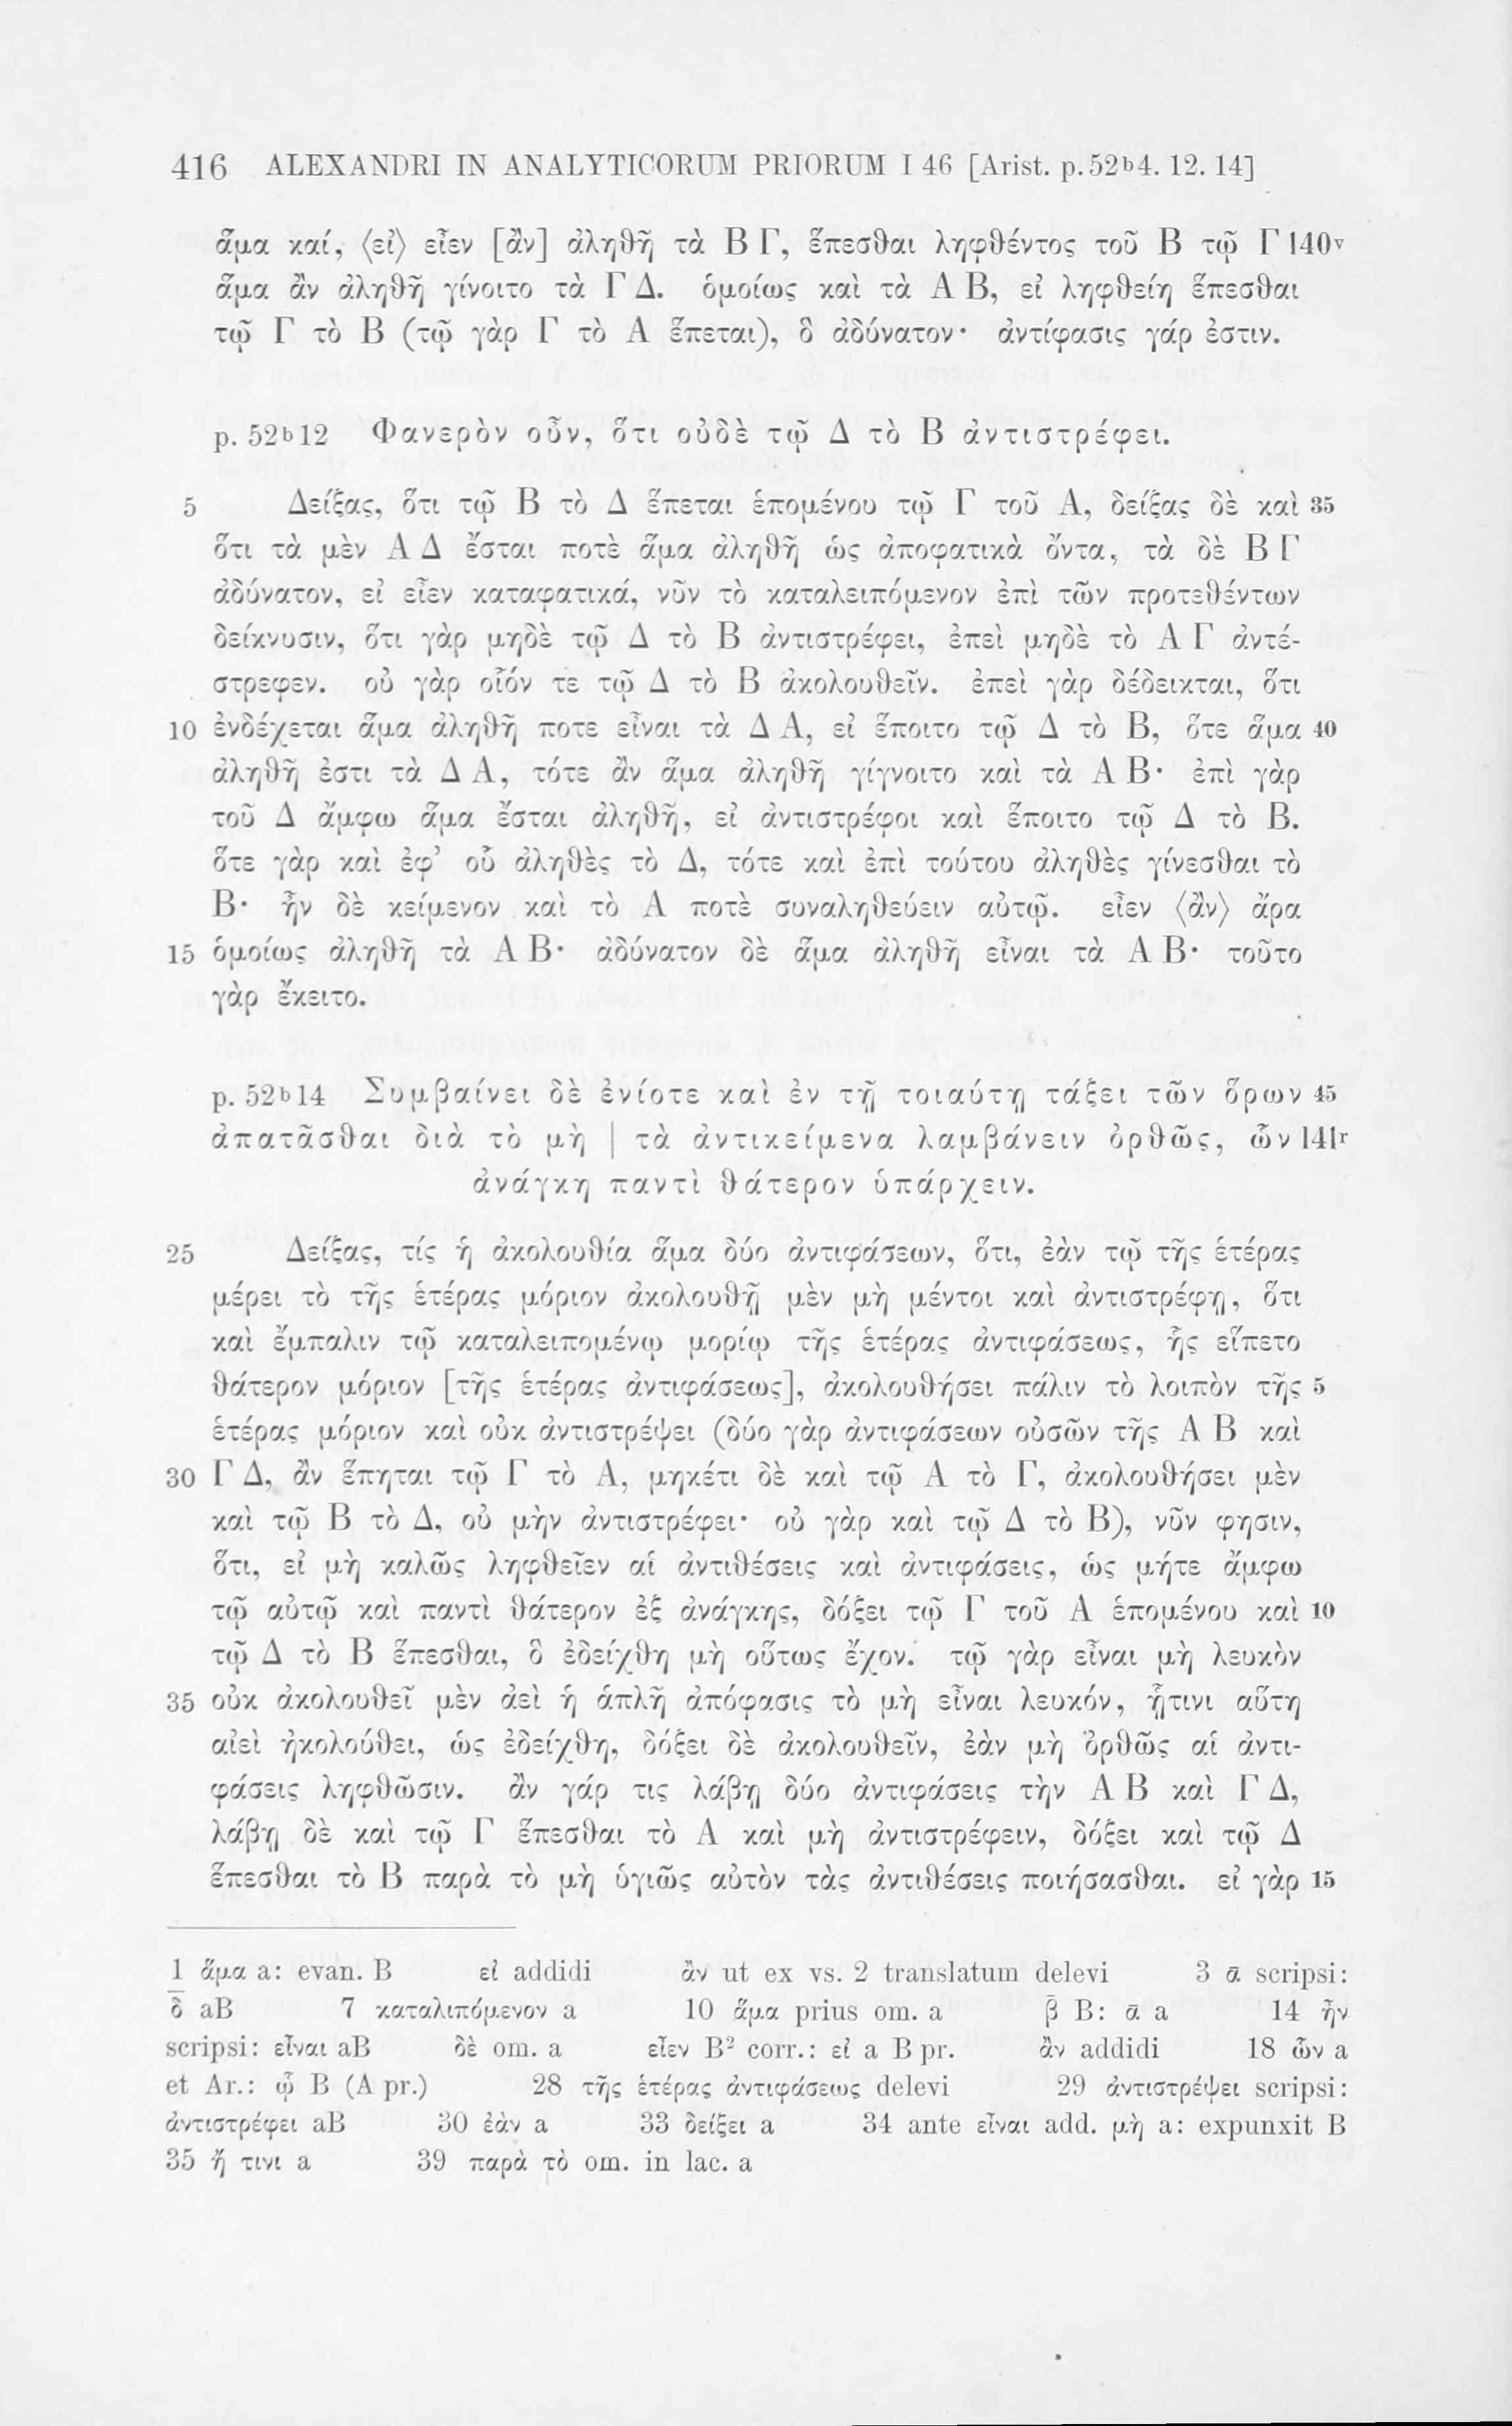 416 ALEXANDRI IN ANALYTICORUM PRIORUM I 46 [Arist. p. 52b4. 12. 14]
ἅμα καί, ⟨εἰ⟩ εἶεν [ἂν] ἀληθῆ τὰ Β Γ, ἕπεσθαι ληφθέντος τοῦ Β τῷ Γ 140v
ἅμα ἂν ἀληθῆ γίνοιτο τὰ Γ Δ. ὁμοίως καὶ τὰ Α Β, εἰ ληφθείη ἕπεσθαι
τῷ Γ τὸ Β (τῷ γὰρ Γ τὸ Α ἕπεται), ὃ ἀδύνατον· ἀντίφασις γάρ ἐστιν.
p. 52b12 Φανερὸν οὖν, ὅτι οὐδὲ τῷ Δ τὸ Β ἀντιστρέφει.
5 Δείξας, ὅτι τῷ Β τὸ Δ ἕπεται ἑπομένου τῷ Γ τοῦ Α, δείξας δὲ καὶ 35
ὅτι τὰ μὲν Α Δ ἔσται ποτὲ ἅμα ἀληθῆ ὡς ἀποφατικὰ ὄντα, τὰ δὲ Β Γ
ἀδύνατον, εἰ εἶεν καταφατικά, νῦν τὸ καταλειπόμενον ἐπὶ τῶν προτεθέντων
δείκνυσιν, ὅτι γὰρ μηδὲ τῷ Δ τὸ Β ἀντιστρέφει, ἐπεὶ μηδὲ τὸ Α Γ ἀντέ-
στρεφεν. οὐ γὰρ οἷόν τε τῷ Δ τὸ Β ἀκολουθεῖν. ἐπεὶ γὰρ δέδεικται, ὅτι
10 ἐνδέχεται ἅμα ἀληθῆ ποτε εἶναι τὰ Δ Α, εἰ ἕποιτο τῷ Δ τὸ Β, ὅτε ἅμα 40
ἀληθῆ ἐστι τὰ Δ Α, τότε ἂν ἅμα ἀληθῆ γίγνοιτο καὶ τὰ Α Β· ἐπὶ γὰρ
τοῦ Δ ἄμφω ἅμα ἔσται ἀληθῆ, εἰ ἀντιστρέφοι καὶ ἕποιτο τῷ Δ τὸ Β.
ὅτε γὰρ καὶ ἐφ’ οὗ ἀληθὲς τὸ Δ, τότε καὶ ἐπὶ τούτου ἀληθὲς γίνεσθαι τὸ
Β· ἦν δὲ κείμενον καὶ τὸ Α ποτὲ συναληθεύειν αὐτῷ. εἶεν ⟨ἂν⟩ ἄρα
15 ὁμοίως ἀληθῆ τὰ Α Β· ἀδύνατον δὲ ἅμα ἀληθῆ εἶναι τὰ Α Β· τοῦτο
γὰρ ἔκειτο.
p. 52b14 Συμβαίνει δὲ ἐνίοτε καὶ ἐν τῇ τοιαύτῃ τάξει τῶν ὅρων 45
ἀπατᾶσθαι διὰ τὸ μὴ | τὰ ἀντικείμενα λαμβάνειν ὀρθῶς, ὧν 141r
ἀνάγκη παντὶ θάτερον ὑπάρχειν.
25 Δείξας, τίς ἡ ἀκολουθία ἅμα δύο ἀντιφάσεων, ὅτι, ἐὰν τῷ τῆς ἑτέρας
μέρει τὸ τῆς ἑτέρας μόριον ἀκολουθῇ μὲν μὴ μέντοι καὶ ἀντιστρέφῃ, ὅτι
καὶ ἔμπαλιν τῷ καταλειπομένῳ μορίῳ τῆς ἑτέρας ἀντιφάσεως, ἧς εἵπετο
θάτερον μόριον [τῆς ἑτέρας ἀντιφάσεως], ἀκολουθήσει πάλιν τὸ λοιπὸν τῆς 5
ἑτέρας μόριον καὶ οὐκ ἀντιστρέψει (δύο γὰρ ἀντιφάσεων οὐσῶν τῆς Α Β καὶ
30 Γ Δ, ἂν ἕπηται τῷ Γ τὸ Α, μηκέτι δὲ καὶ τῷ Α τὸ Γ, ἀκολουθήσει μὲν
καὶ τῷ Β τὸ Δ, οὐ μὴν ἀντιστρέφει· οὐ γὰρ καὶ τῷ Δ τὸ Β), νῦν φησιν,
ὅτι, εἰ μὴ καλῶς ληφθεῖεν αἱ ἀντιθέσεις καὶ ἀντιφάσεις, ὡς μήτε ἄμφω
τῷ αὐτῷ καὶ παντὶ θάτερον ἐξ ἀνάγκης, δόξει τῷ Γ τοῦ Α ἑπομένου καὶ 10
τῷ Δ τὸ Β ἕπεσθαι, ὃ ἐδείχθη μὴ οὕτως ἔχον. τῷ γὰρ εἶναι μὴ λευκὸν
35 οὐκ ἀκολουθεῖ μὲν ἀεὶ ἡ ἁπλῆ ἀπόφασις τὸ μὴ εἶναι λευκόν, ᾗτινι αὕτη
αἰεὶ ἠκολούθει, ὡς ἐδείχθη, δόξει δὲ ἀκολουθεῖν, ἐὰν μὴ ὀρθῶς αἱ ἀντι-
φάσεις ληφθῶσιν. ἂν γάρ τις λάβῃ δύο ἀντιφάσεις τὴν Α Β καὶ Γ Δ,
λάβῃ δὲ καὶ τῷ Γ ἕπεσθαι τὸ Α καὶ μὴ ἀντιστρέφειν, δόξει καὶ τῷ Δ
ἕπεσθαι τὸ Β παρὰ τὸ μὴ ὑγιῶς αὐτὸν τὰς ἀντιθέσεις ποιήσασθαι. εἰ γὰρ 15
1 ἅμα a: evan. B εἰ addidi ἂν ut ex vs. 2 translatum delevi 3 ᾱ scripsi:
δ̄ aB 7 καταλιπόμενον a 10 ἅμα prius om. a β̄ B: ᾱ a 14 ἦν
scripsi: εἶναι aB δὲ om. a εἶεν B² corr.: εἰ a B pr. ἂν addidi 18 ὧν a
et Ar.: ᾧ B (A pr.) 28 τῆς ἑτέρας ἀντιφάσεως delevi 29 ἀντιστρέψει scripsi:
ἀντιστρέφει aB 30 ἐὰν a 33 δείξει a 34 ante εἶναι add. μὴ a: expunxit B
35 ἤ τινι a 39 παρὰ τὸ om. in lac. a